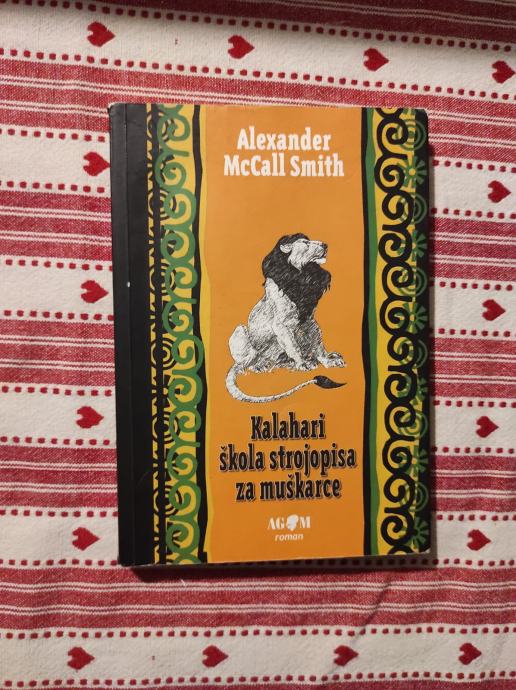 Alexander
McCall Smith
Kalahari
škola strojopisa
za muškarce
AGM
roman